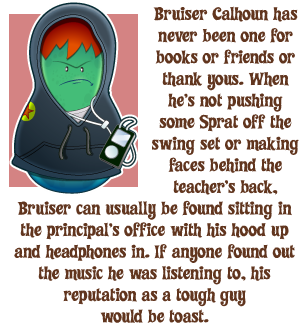 Bruiser Calhoun has
never been one for
books or friends or
thank yous. When
he's not pushing
some Sprat off the
swing set or making
faces behind the
teacher's back,
Bruiser can usually be found sitting in
the principal's office with his hood up
and headphones in. If anyone found out
the music he was listening to, his
reputation as a tough guy
would be toast.